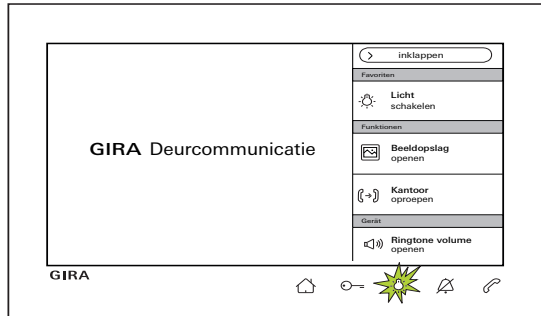 inklappen
Favoriten
Licht
schakelen
Funktionen
Beeldopslag
openen
Kantoor
oproepen
Gerät
Ringtone volume
openen
GIRA Deurcommunicatie
GIRA